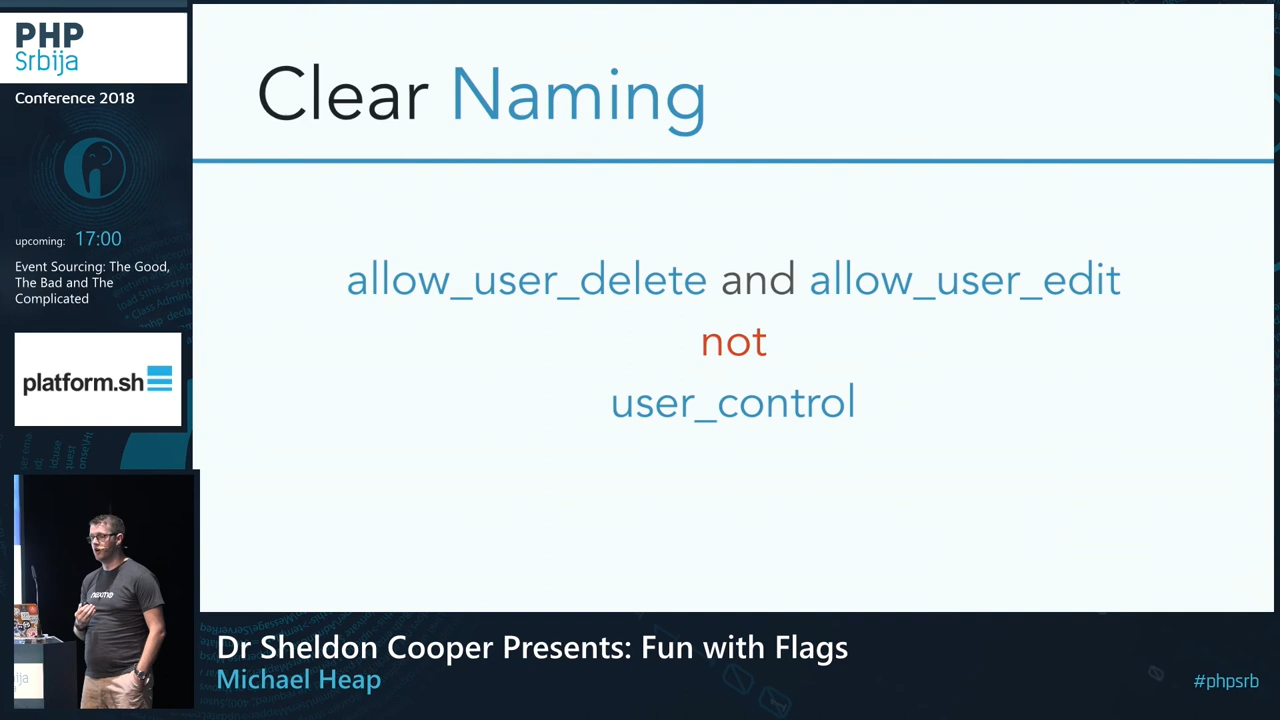 PHP
Srbija
Conference 2018
upcoming: 17:00
Event Sourcing: The Good,
The Bad and The
Complicated
platform.sh
Clear Naming
allow_user_delete and allow_user_edit
not
user_control
nexmo
Dr Sheldon Cooper Presents: Fun with Flags
Michael Heap
#phpsrb